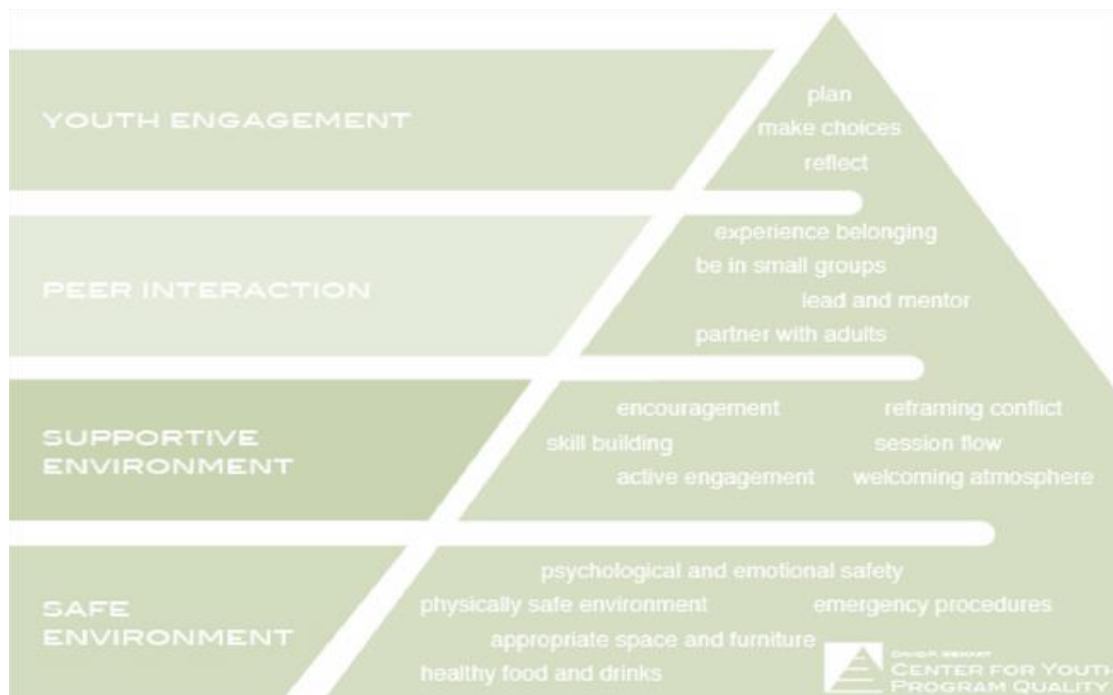 YOUTH ENGAGEMENT
plan
make choices
reflect
PEER INTERACTION
experience belonging
be in small groups
lead and mentor
partner with adults
SUPPORTIVE
ENVIRONMENT
encouragement
reframing conflict
skill building
session flow
active engagement
welcoming atmosphere
SAFE
ENVIRONMENT
psychological and emotional safety
physically safe environment
emergency procedures
appropriate space and furniture
healthy food and drinks
DAVID P. WEIKART
CENTER FOR YOUTH
PROGRAM QUALITY